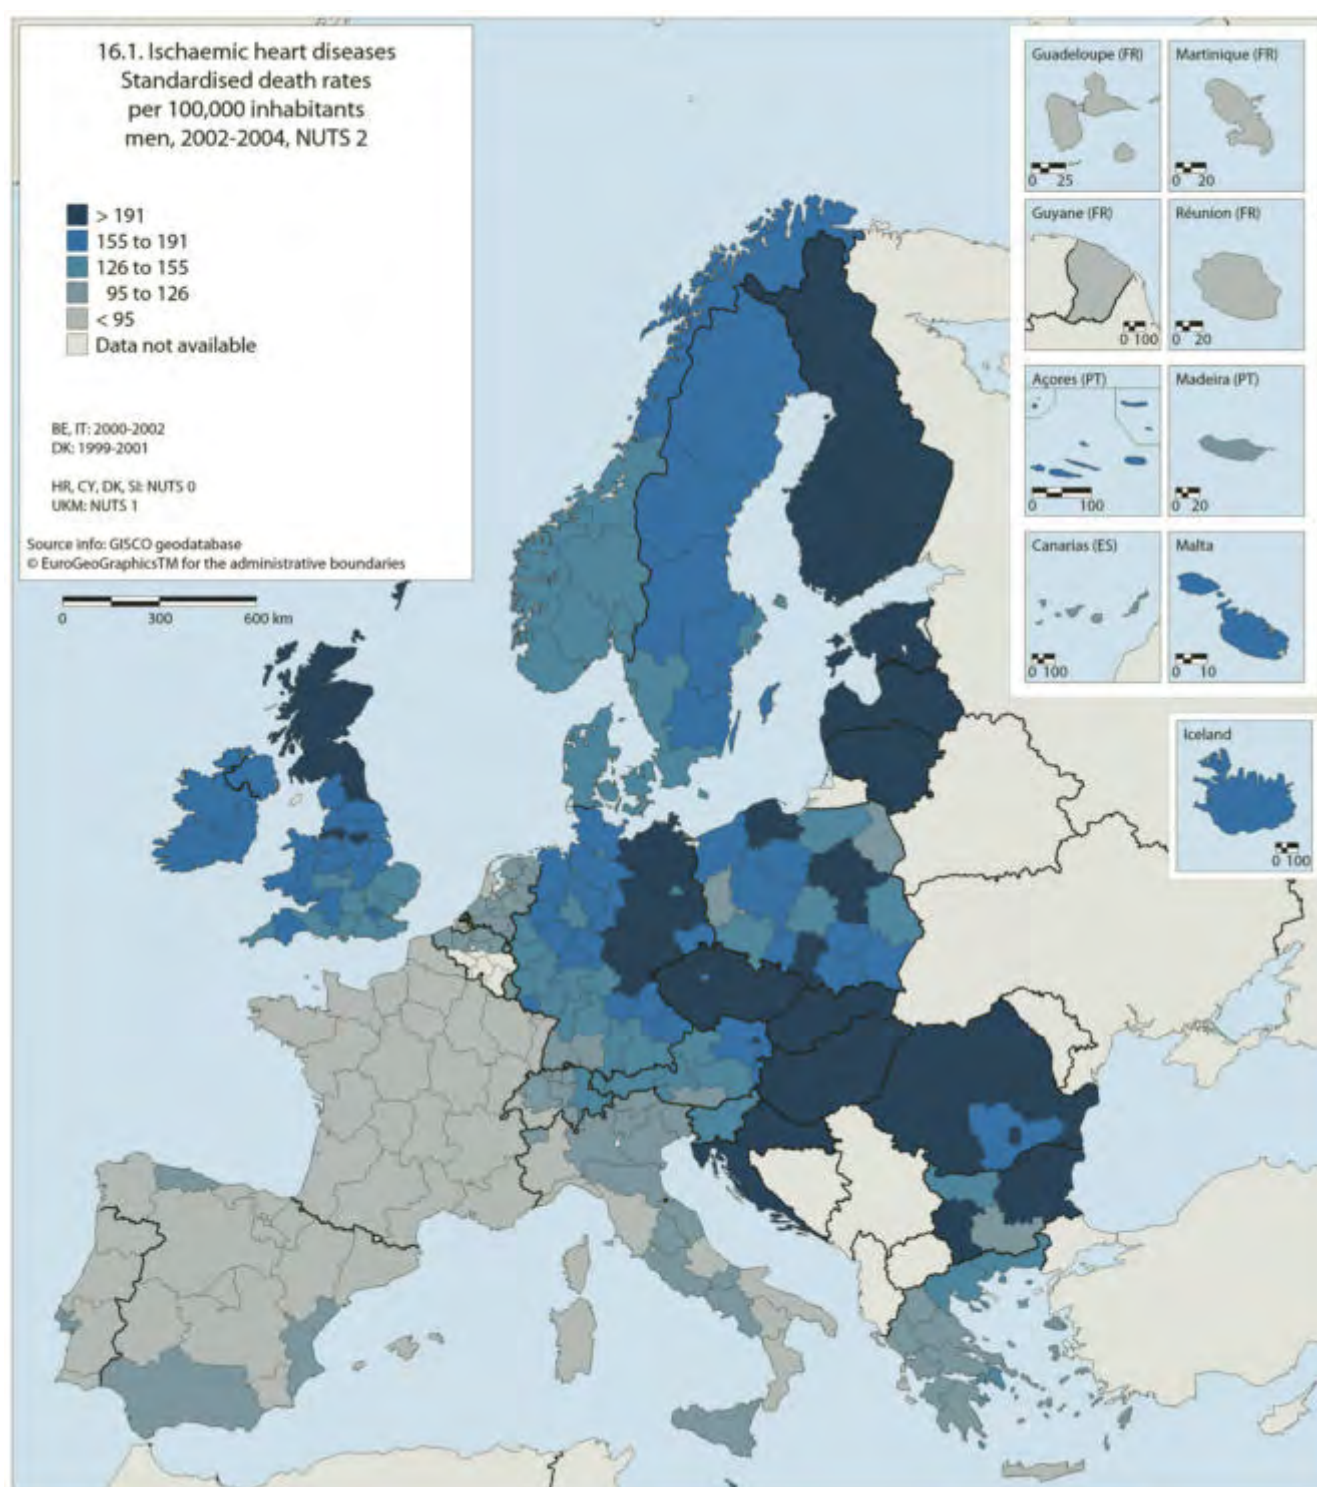 16.1. Ischaemic heart diseases
Standardised death rates
per 100,000 inhabitants
men, 2002-2004, NUTS 2
> 191
155 to 191
126 to 155
95 to 126
< 95
Data not available
BE, IT: 2000-2002
DK: 1999-2001
HR, CY, DK, SI: NUTS 0
UKM: NUTS 1
Source info: GISCO geodatabase
© EuroGeoGraphicsTM for the administrative boundaries
0 300 600 km
Guadeloupe (FR)
0 25
Martinique (FR)
0 20
Guyane (FR)
0 100
Réunion (FR)
0 20
Açores (PT)
0 100
Madeira (PT)
0 20
Canarias (ES)
0 100
Malta
0 10
Iceland
0 100